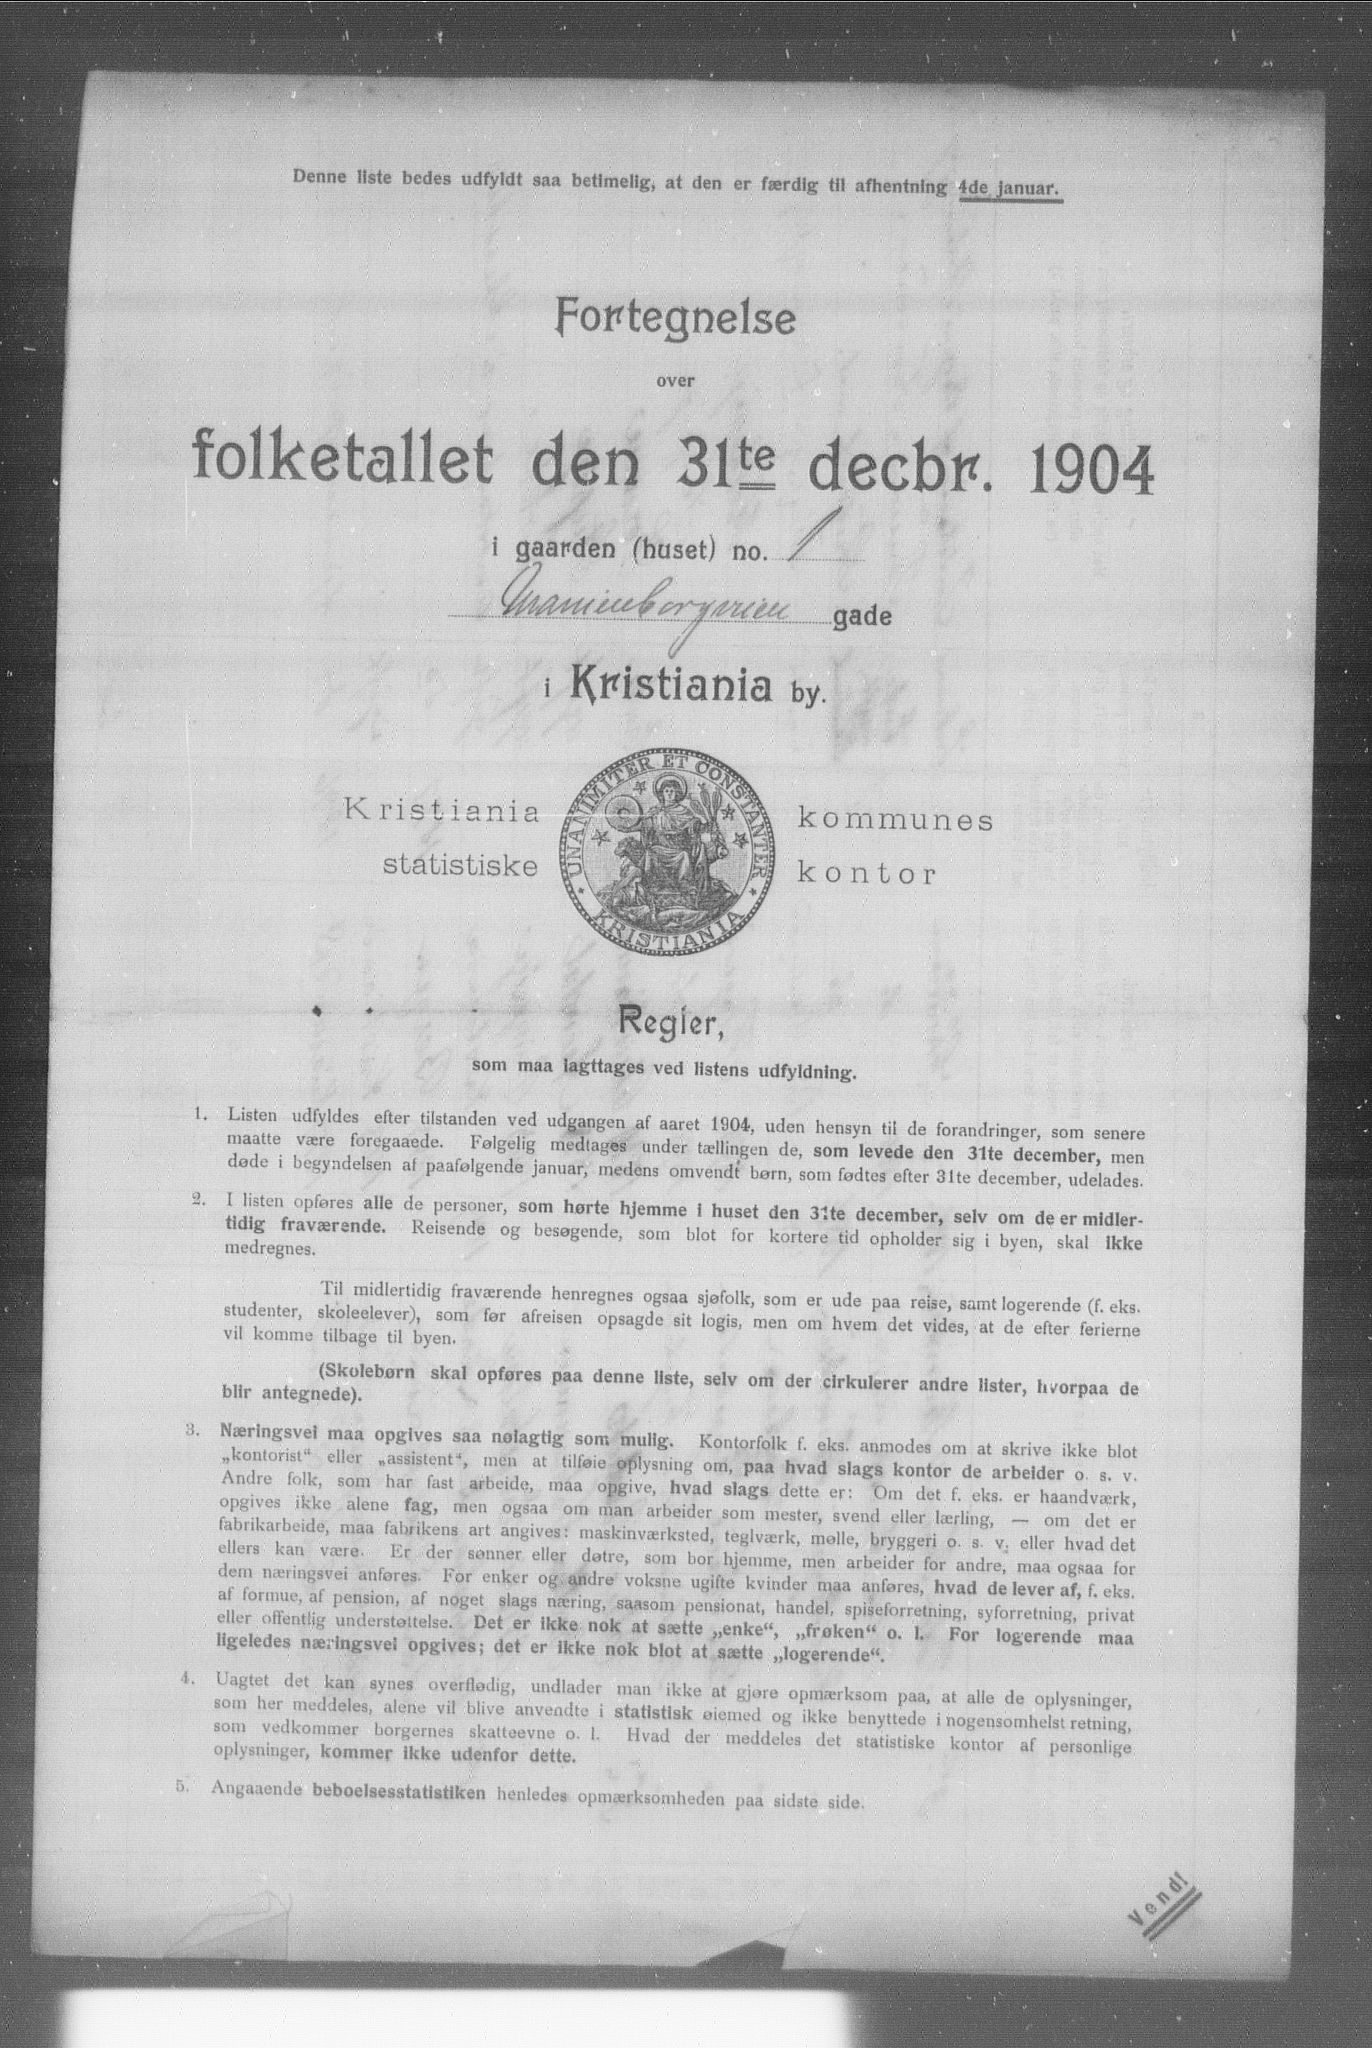 Denne liste bedes udfyldt saa betimelig, at den er færdig til afhentning 4de januar.
Fortegnelse
over
folketallet den 31te decbr. 1904
i gaarden (huset) no. 1
Uranienborgveien gade
i Kristiania by.
Kristiania kommunes
statistiske kontor
UNANIMITER ET CONSTANTER
KRISTIANIA
Regler,
som maa iagttages ved listens udfyldning.
1. Listen udfyldes efter tilstanden ved udgangen af aaret 1904, uden hensyn til de forandringer, som senere
maatte være foregaaede. Følgelig medtages under tællingen de, som levede den 31te december, men
døde i begyndelsen af paafølgende januar, medens omvendt børn, som fødtes efter 31te december, udelades.
2. I listen opføres alle de personer, som hørte hjemme i huset den 31te december, selv om de er midler-
tidig fraværende. Reisende og besøgende, som blot for kortere tid opholder sig i byen, skal ikke
medregnes.
Til midlertidig fraværende henregnes ogsaa sjøfolk, som er ude paa reise, samt logerende (f. eks.
studenter, skoleelever), som før afreisen opsagde sit logis, men om hvem det vides, at de efter ferierne
vil komme tilbage til byen.
(Skolebørn skal opføres paa denne liste, selv om der cirkulerer andre lister, hvorpaa de
blir antegnede).
3. Næringsvei maa opgives saa nøiagtig som mulig. Kontorfolk f. eks. anmodes om at skrive ikke blot
„kontorist“ eller „assistent“, men at tilføie oplysning om, paa hvad slags kontor de arbeider o. s. v.
Andre folk, som har fast arbeide, maa opgive, hvad slags dette er: Om det f. eks. er haandværk,
opgives ikke alene fag, men ogsaa om man arbeider som mester, svend eller lærling, — om det er
fabrikarbeide, maa fabrikens art angives: maskinværksted, teglværk, mølle, bryggeri o. s. v. eller hvad det
ellers kan være. Er der sønner eller døtre, som bor hjemme, men arbeider for andre, maa ogsaa for
dem næringsvei anføres. For enker og andre voksne ugifte kvinder maa anføres, hvad de lever af, f. eks.
af formue, af pension, af noget slags næring, saasom pensionat, handel, spiseforretning, syforretning, privat
eller offentlig understøttelse. Det er ikke nok at sætte „enke“, „frøken“ o. l. For logerende maa
ligeledes næringsvei opgives; det er ikke nok blot at sætte „logerende“.
4. Uagtet det kan synes overflødig, undlader man ikke at gjøre opmærksom paa, at alle de oplysninger,
som her meddeles, alene vil blive anvendte i statistisk øiemed og ikke benyttede i nogensomhelst retning,
som vedkommer borgernes skatteevne o. l. Hvad der meddeles det statistiske kontor af personlige
oplysninger, kommer ikke udenfor dette.
5. Angaaende beboelsesstatistiken henledes opmærksomheden paa sidste side.
Vend!